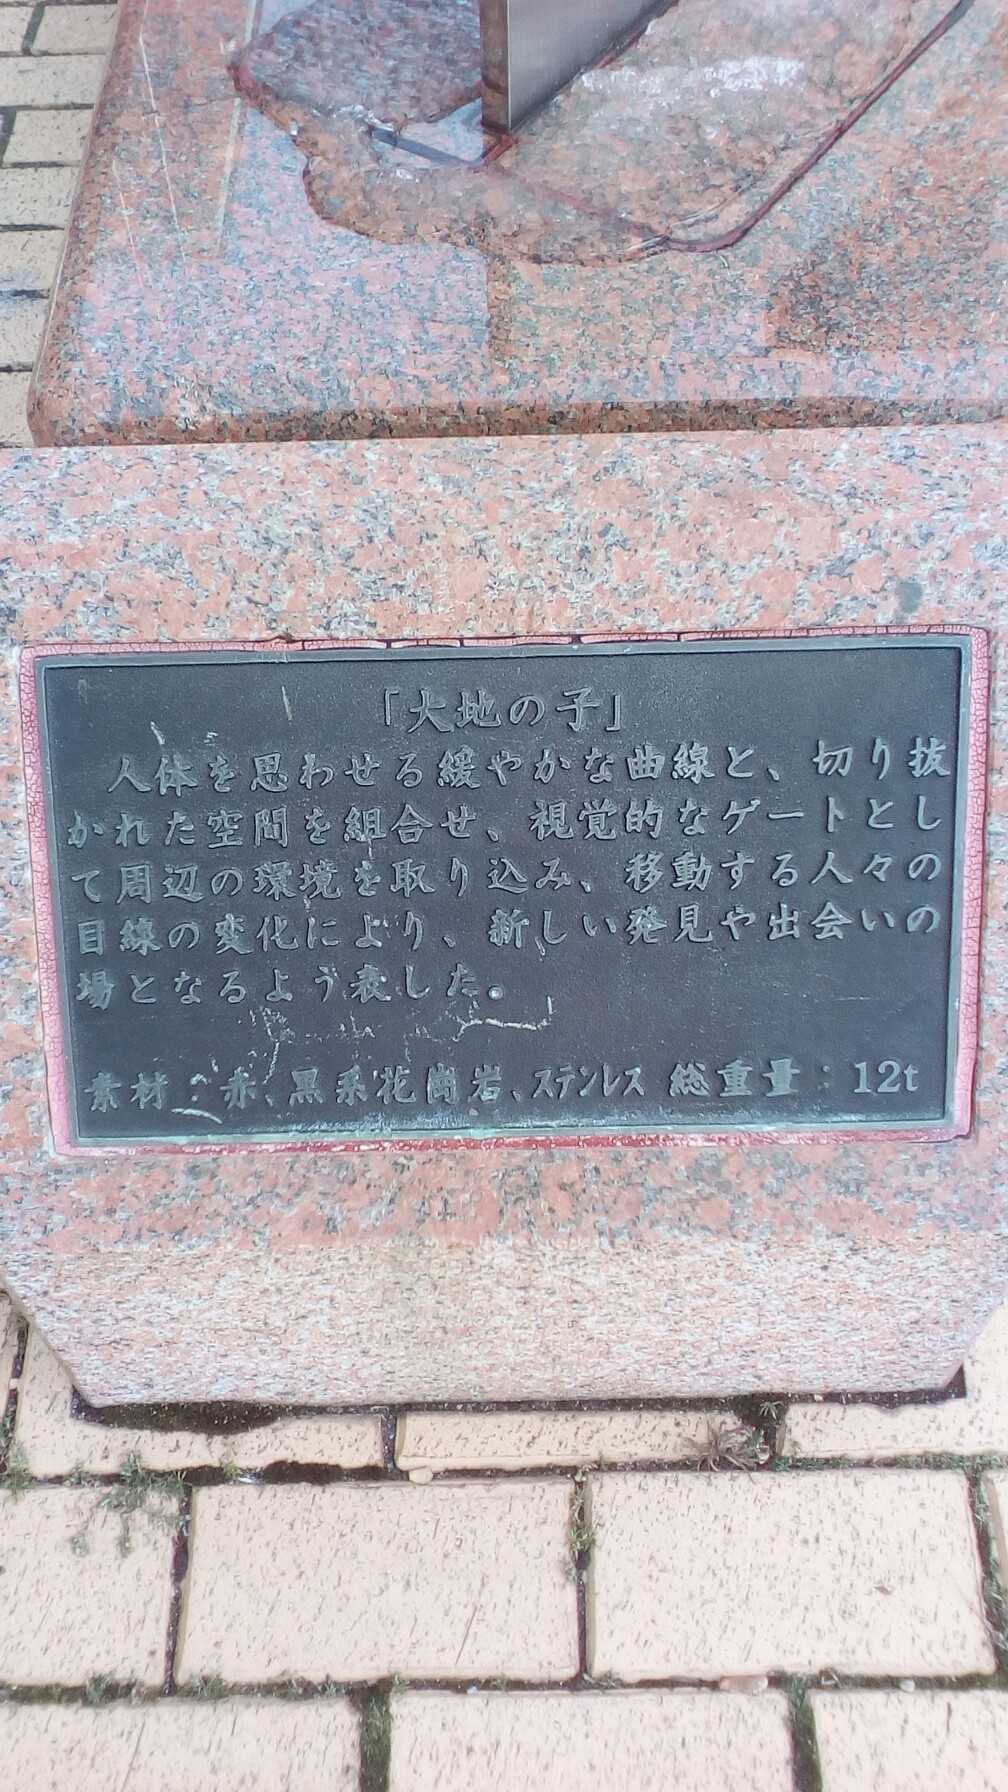 「大地の子」
人体を思わせる緩やかな曲線と、切り抜
かれた空間を組合せ、視覚的なゲートとし
て周辺の環境を取り込み、移動する人々の
目線の変化により、新しい発見や出会いの
場となるよう表した。
素材：赤、黒系花崗岩、ステンレス 総重量：12t